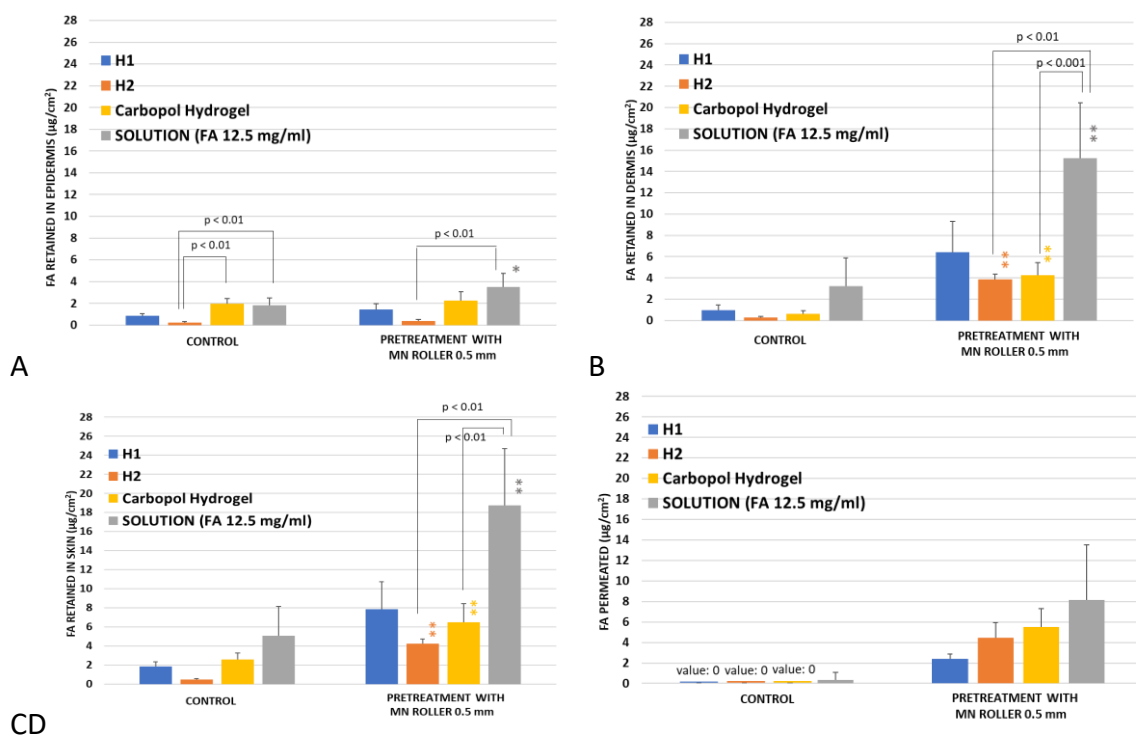 28
26
24
22
20
18
16
14
12
10
8
6
4
2
0
FA RETAINED IN EPIDERMIS (µg/cm²)
H1
H2
Carbopol Hydrogel
SOLUTION (FA 12.5 mg/ml)
p < 0.01
p < 0.01
p < 0.01
*
CONTROL
PRETREATMENT WITH
MN ROLLER 0.5 mm
A
28
26
24
22
20
18
16
14
12
10
8
6
4
2
0
FA RETAINED IN DERMIS (µg/cm²)
H1
H2
Carbopol Hydrogel
SOLUTION (FA 12.5 mg/ml)
p < 0.01
p < 0.001
**
**
**
CONTROL
PRETREATMENT WITH
MN ROLLER 0.5 mm
B
28
26
24
22
20
18
16
14
12
10
8
6
4
2
0
FA RETAINED IN SKIN (µg/cm²)
H1
H2
Carbopol Hydrogel
SOLUTION (FA 12.5 mg/ml)
p < 0.01
p < 0.01
**
**
**
CONTROL
PRETREATMENT WITH
MN ROLLER 0.5 mm
CD
28
26
24
22
20
18
16
14
12
10
8
6
4
2
0
FA PERMEATED (µg/cm²)
H1
H2
Carbopol Hydrogel
SOLUTION (FA 12.5 mg/ml)
value: 0 value: 0 value: 0
CONTROL
PRETREATMENT WITH
MN ROLLER 0.5 mm